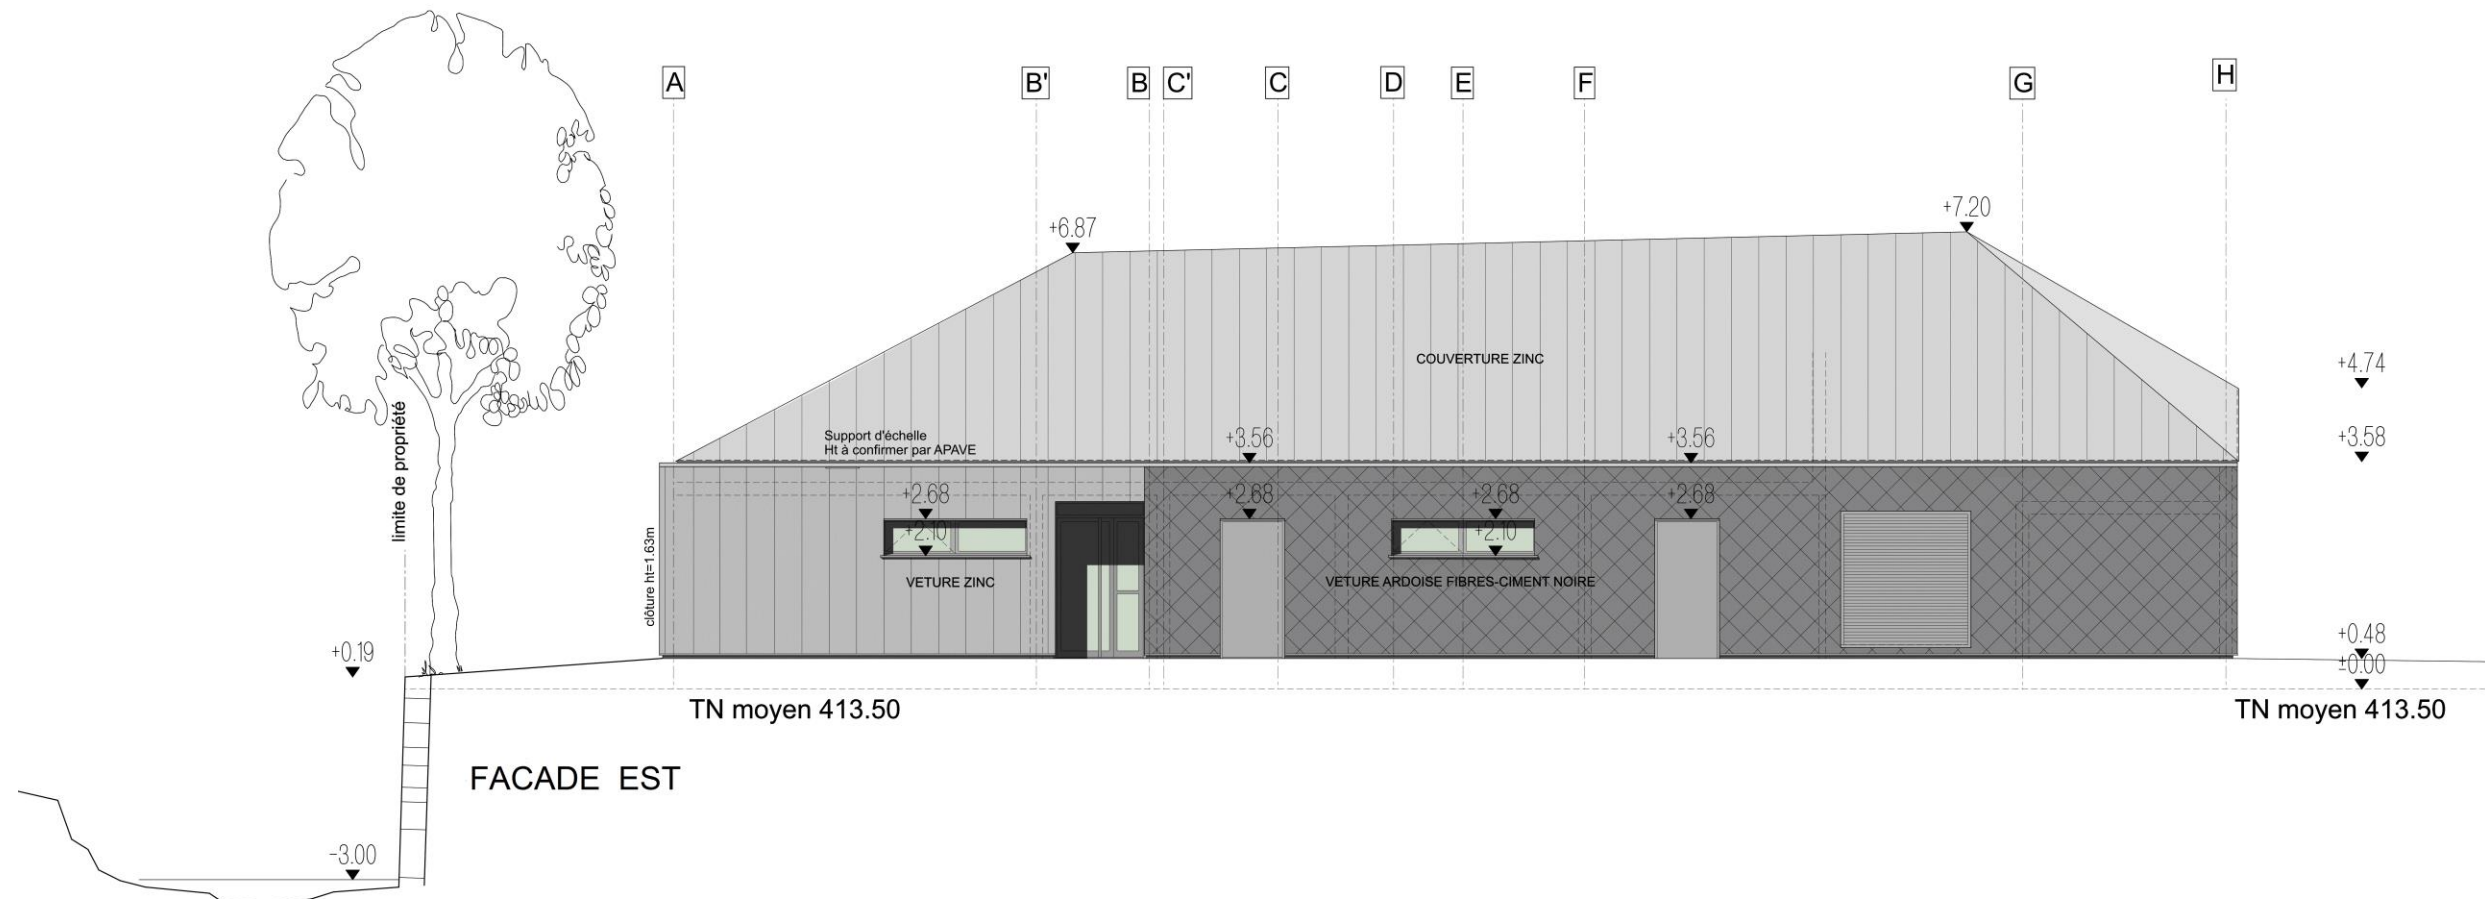 A B' B C' C D E F G H
+7.20
+6.87
COUVERTURE ZINC
+4.74
limite de propriété
Support d'échelle
Ht à confirmer par APAVE
+3.56 +3.56 +3.58
+2.68 +2.68 +2.68 +2.68
+2.10 +2.10
clôture ht=1.63m
VETURE ZINC
VETURE ARDOISE FIBRES-CIMENT NOIRE
+0.19
+0.48
±0.00
TN moyen 413.50 TN moyen 413.50
FACADE EST
-3.00